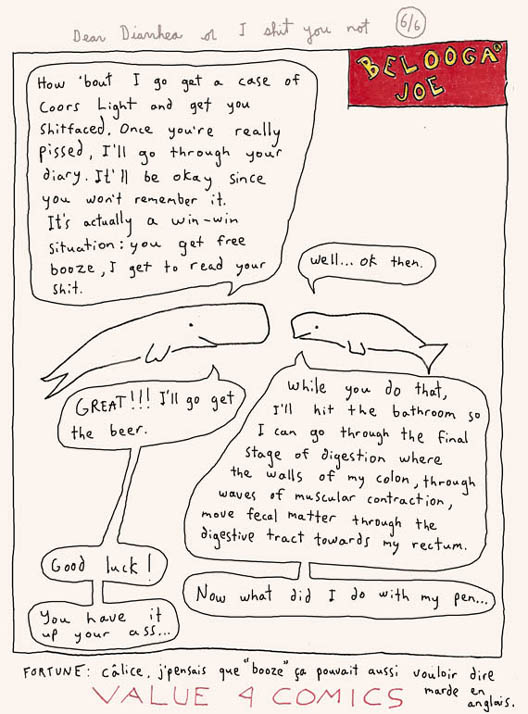 Dear Diarrhea or I shit you not 6/6
BELOOGA"
JOE
How 'bout I go get a case of
Coors Light and get you
shitfaced. Once you're really
pissed, I'll go through your
diary. It'll be okay since
you won't remember it.
It's actually a win-win
situation: you get free
booze, I get to read your
shit.
well... ok then.
GREAT!!! I'll go get
the beer.
While you do that,
I'll hit the bathroom so
I can go through the final
stage of digestion where
the walls of my colon, through
waves of muscular contraction,
move fecal matter through the
digestive tract towards my rectum.
Good luck!
Now what did I do with my pen...
You have it
up your ass...
FORTUNE: câlice, j'pensais que "booze" ça pouvait aussi vouloir dire
marde en
anglais.
VALUE 4 COMICS